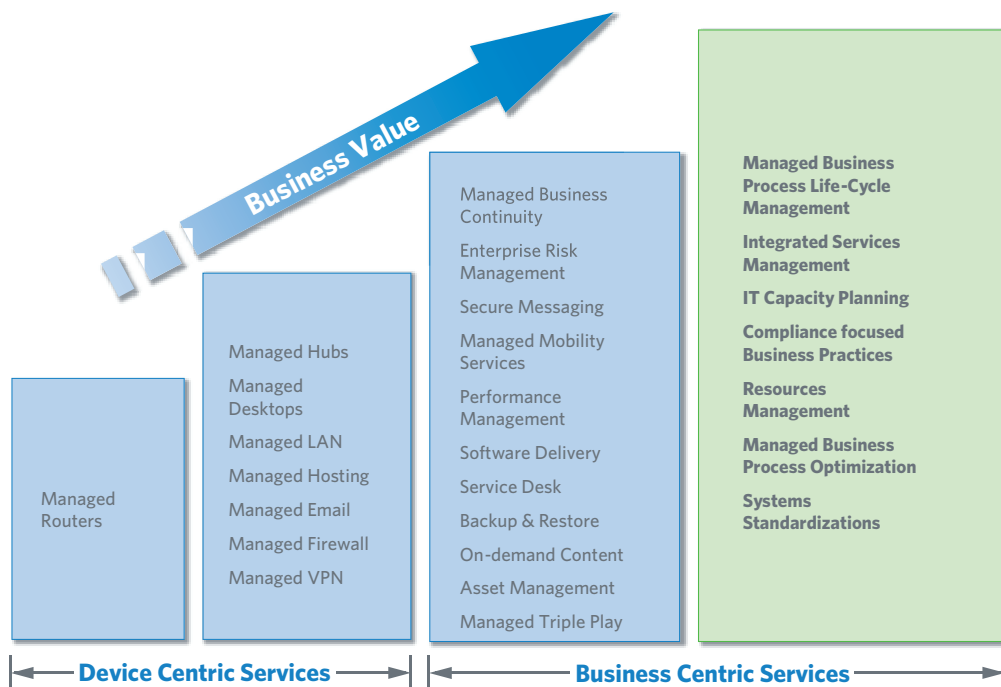 Business Value
Managed
Routers
Managed Hubs
Managed
Desktops
Managed LAN
Managed Hosting
Managed Email
Managed Firewall
Managed VPN
Managed Business
Continuity
Enterprise Risk
Management
Secure Messaging
Managed Mobility
Services
Performance
Management
Software Delivery
Service Desk
Backup & Restore
On-demand Content
Asset Management
Managed Triple Play
Managed Business
Process Life-Cycle
Management
Integrated Services
Management
IT Capacity Planning
Compliance focused
Business Practices
Resources
Management
Managed Business
Process Optimization
Systems
Standardizations
Device Centric Services
Business Centric Services